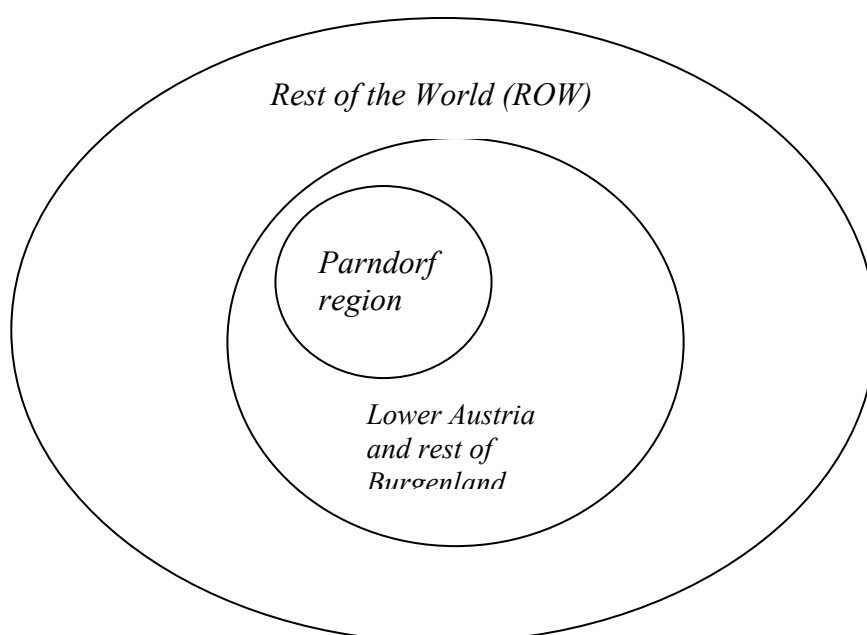 Rest of the World (ROW)
Parndorf
region
Lower Austria
and rest of
Burgenland